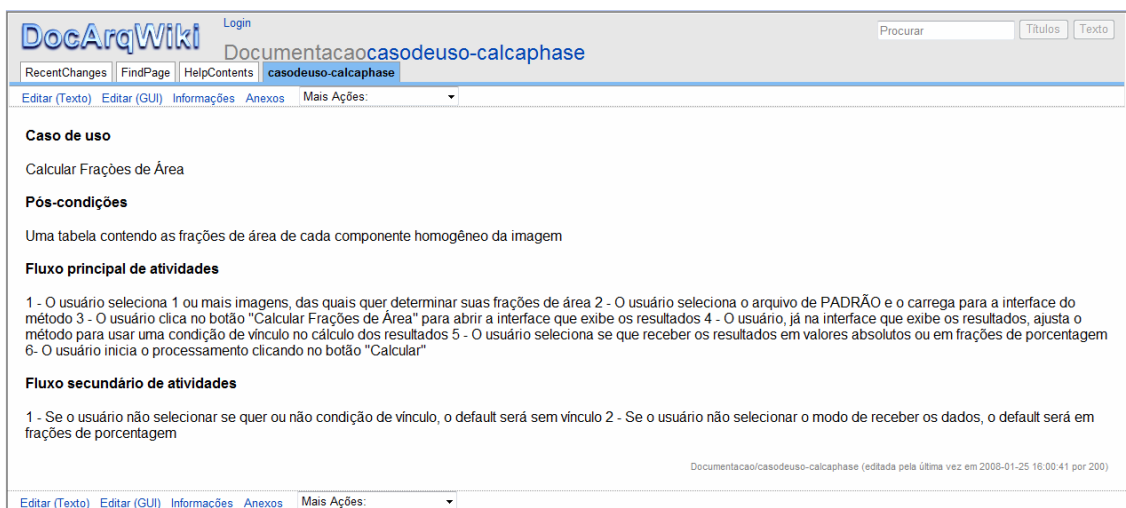 DocArqWiki
Login
Procurar Títulos Texto
Documentacaocasodeuso-calcaphase
RecentChanges FindPage HelpContents casodeuso-calcaphase
Editar (Texto) Editar (GUI) Informações Anexos Mais Ações:
Caso de uso
Calcular Fraçòes de Área
Pós-condições
Uma tabela contendo as frações de área de cada componente homogêneo da imagem
Fluxo principal de atividades
1 - O usuário seleciona 1 ou mais imagens, das quais quer determinar suas frações de área 2 - O usuário seleciona o arquivo de PADRÃO e o carrega para a interface do
método 3 - O usuário clica no botão "Calcular Frações de Área" para abrir a interface que exibe os resultados 4 - O usuário, já na interface que exibe os resultados, ajusta o
método para usar uma condição de vínculo no cálculo dos resultados 5 - O usuário seleciona se que receber os resultados em valores absolutos ou em frações de porcentagem
6- O usuário inicia o processamento clicando no botão "Calcular"
Fluxo secundário de atividades
1 - Se o usuário não selecionar se quer ou não condição de vínculo, o default será sem vínculo 2 - Se o usuário não selecionar o modo de receber os dados, o default será em
frações de porcentagem
Documentacao/casodeuso-calcaphase (editada pela última vez em 2008-01-25 16:00:41 por 200)
Editar (Texto) Editar (GUI) Informações Anexos Mais Ações: